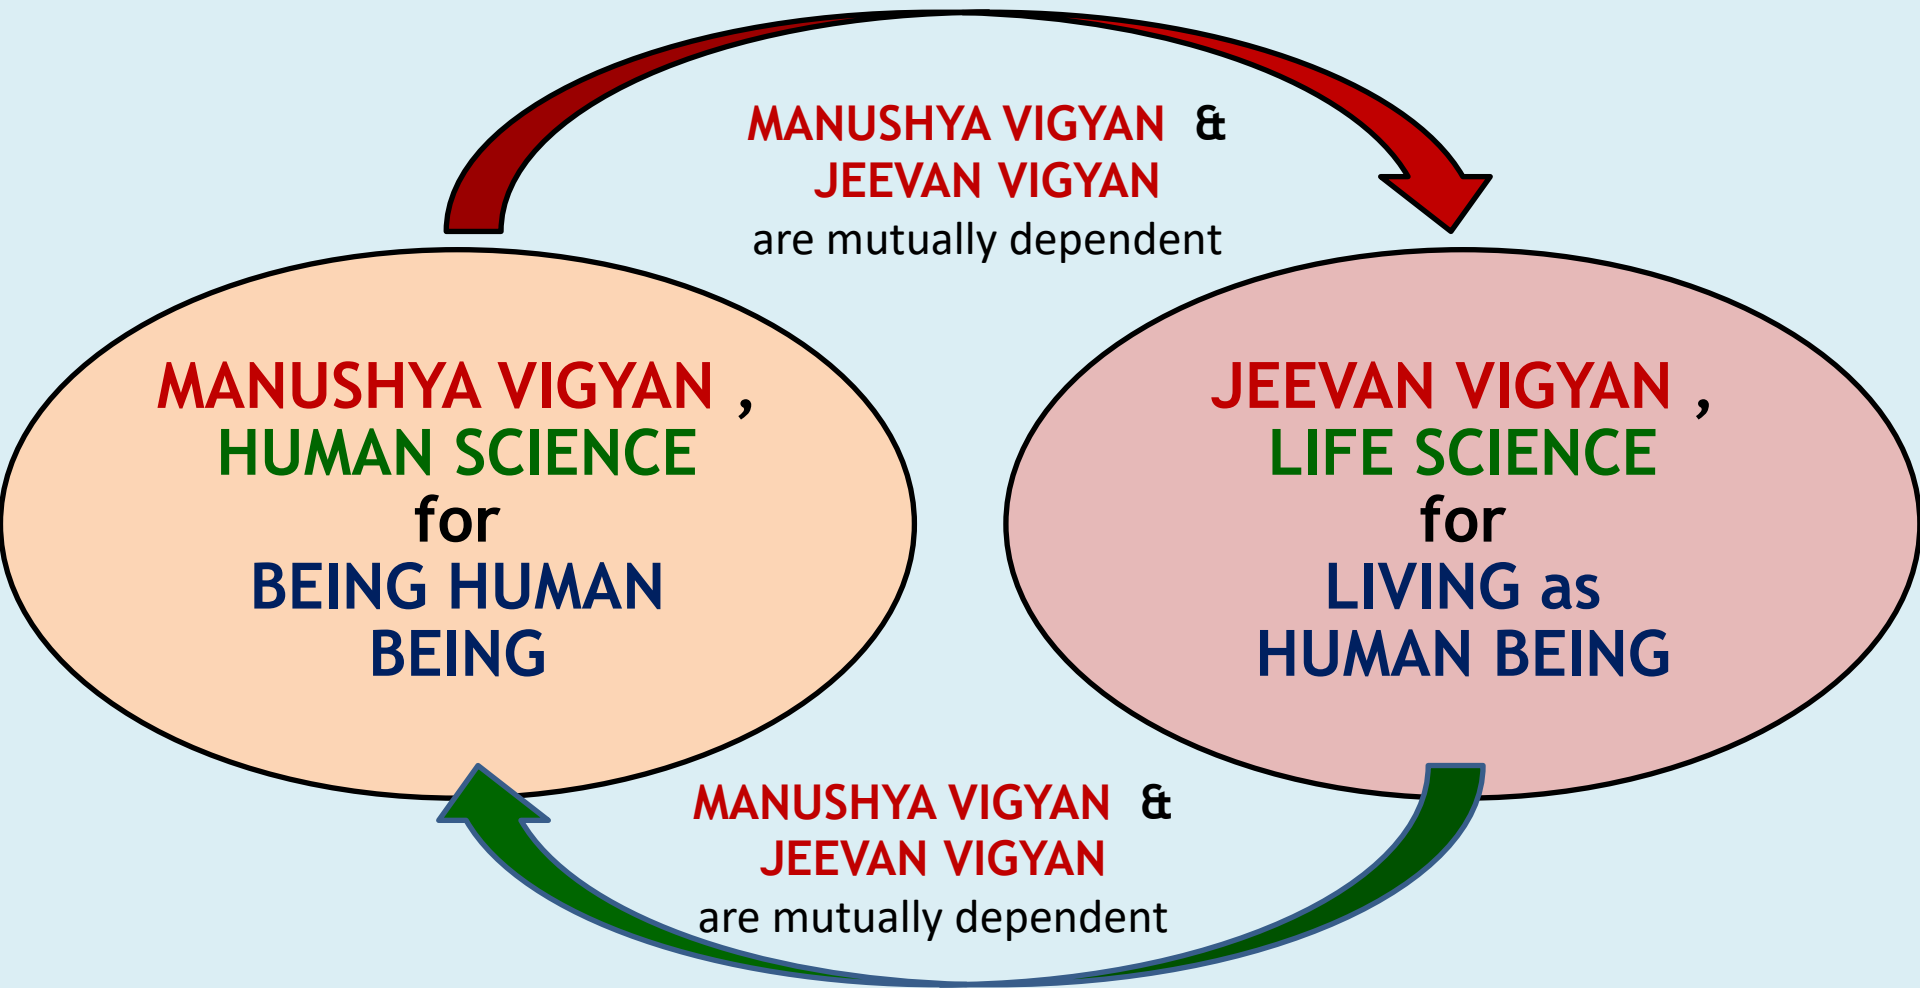 MANUSHYA VIGYAN &
JEEVAN VIGYAN
are mutually dependent
MANUSHYA VIGYAN ,
HUMAN SCIENCE
for
BEING HUMAN
BEING
JEEVAN VIGYAN ,
LIFE SCIENCE
for
LIVING as
HUMAN BEING
MANUSHYA VIGYAN &
JEEVAN VIGYAN
are mutually dependent